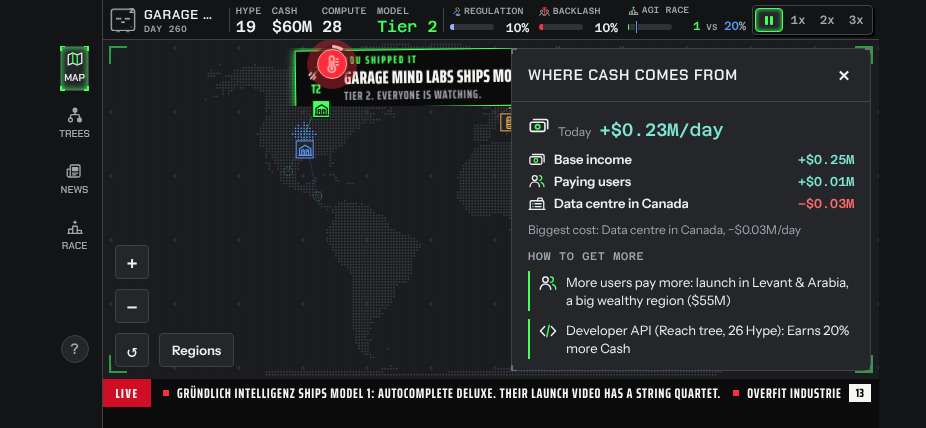 GARAGE ...
DAY 260
HYPE
19
CASH
$60M
COMPUTE
28
MODEL
Tier 2
REGULATION
10%
BACKLASH
10%
AGI RACE
1 vs 20%
1x
2x
3x
MAP
TREES
NEWS
RACE
?
YOU SHIPPED IT
T2
GARAGE MIND LABS SHIPS MO
TIER 2. EVERYONE IS WATCHING.
+
−
↺
Regions
WHERE CASH COMES FROM
×
Today +$0.23M/day
Base income +$0.25M
Paying users +$0.01M
Data centre in Canada −$0.03M
Biggest cost: Data centre in Canada, −$0.03M/day
HOW TO GET MORE
More users pay more: launch in Levant & Arabia,
a big wealthy region ($55M)
Developer API (Reach tree, 26 Hype): Earns 20%
more Cash
LIVE
GRÜNDLICH INTELLIGENZ SHIPS MODEL 1: AUTOCOMPLETE DELUXE. THEIR LAUNCH VIDEO HAS A STRING QUARTET.
OVERFIT INDUSTRIE
13